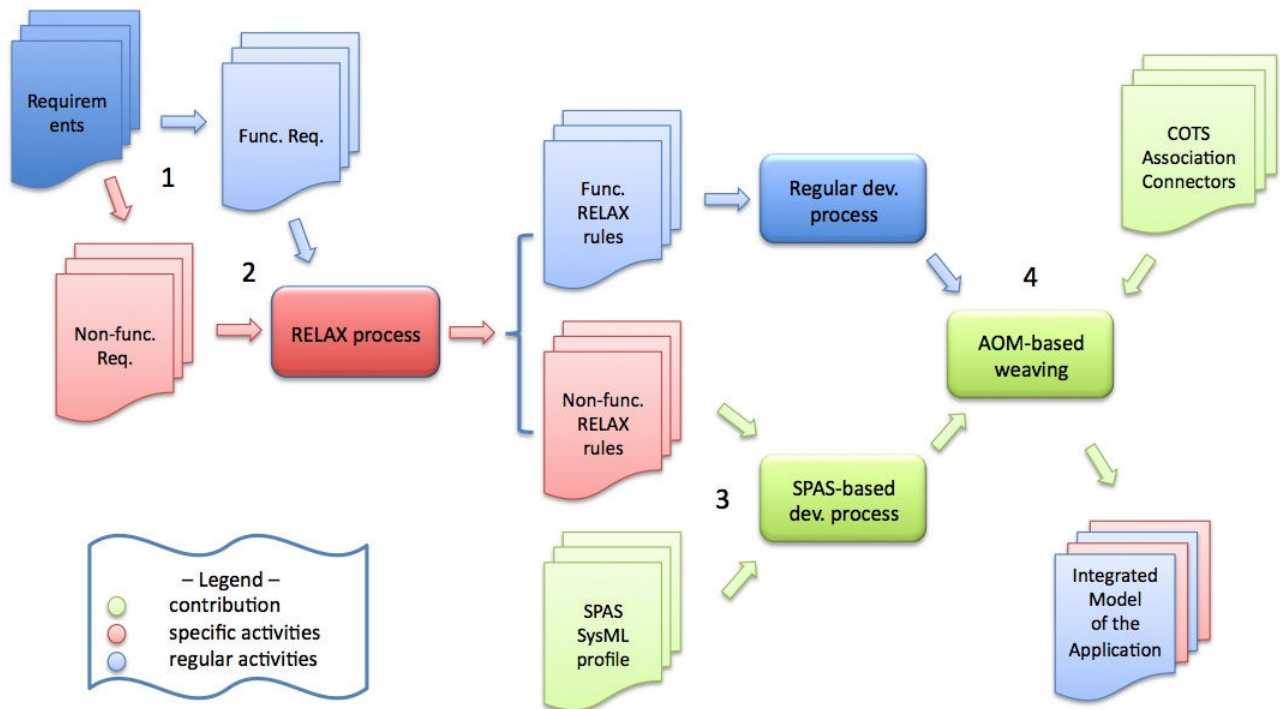 Requirem
ents
1
Func. Req.
Non-func.
Req.
2
RELAX process
Func.
RELAX
rules
Non-func.
RELAX
rules
Regular dev.
process
COTS
Association
Connectors
4
AOM-based
weaving
3
SPAS-based
dev. process
SPAS
SysML
profile
Integrated
Model
of the
Application
– Legend –
contribution
specific activities
regular activities